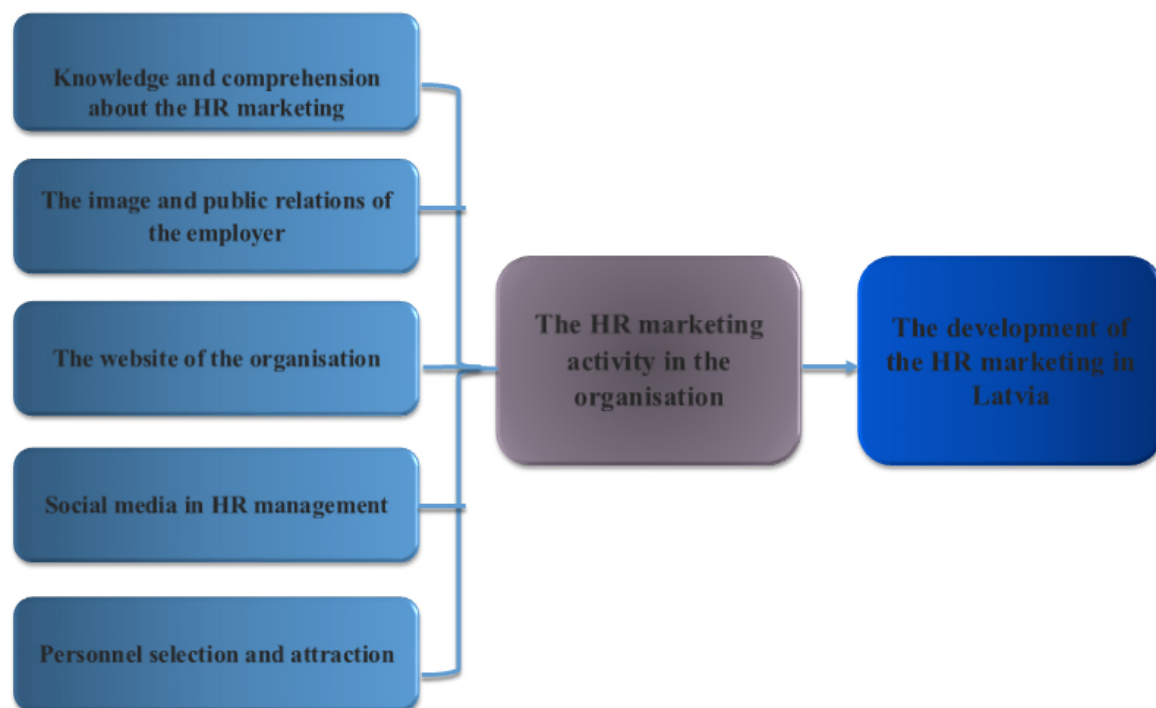 Knowledge and comprehension
about the HR marketing
The image and public relations of
the employer
The website of the organisation
Social media in HR management
Personnel selection and attraction
The HR marketing
activity in the
organisation
The development of
the HR marketing in
Latvia